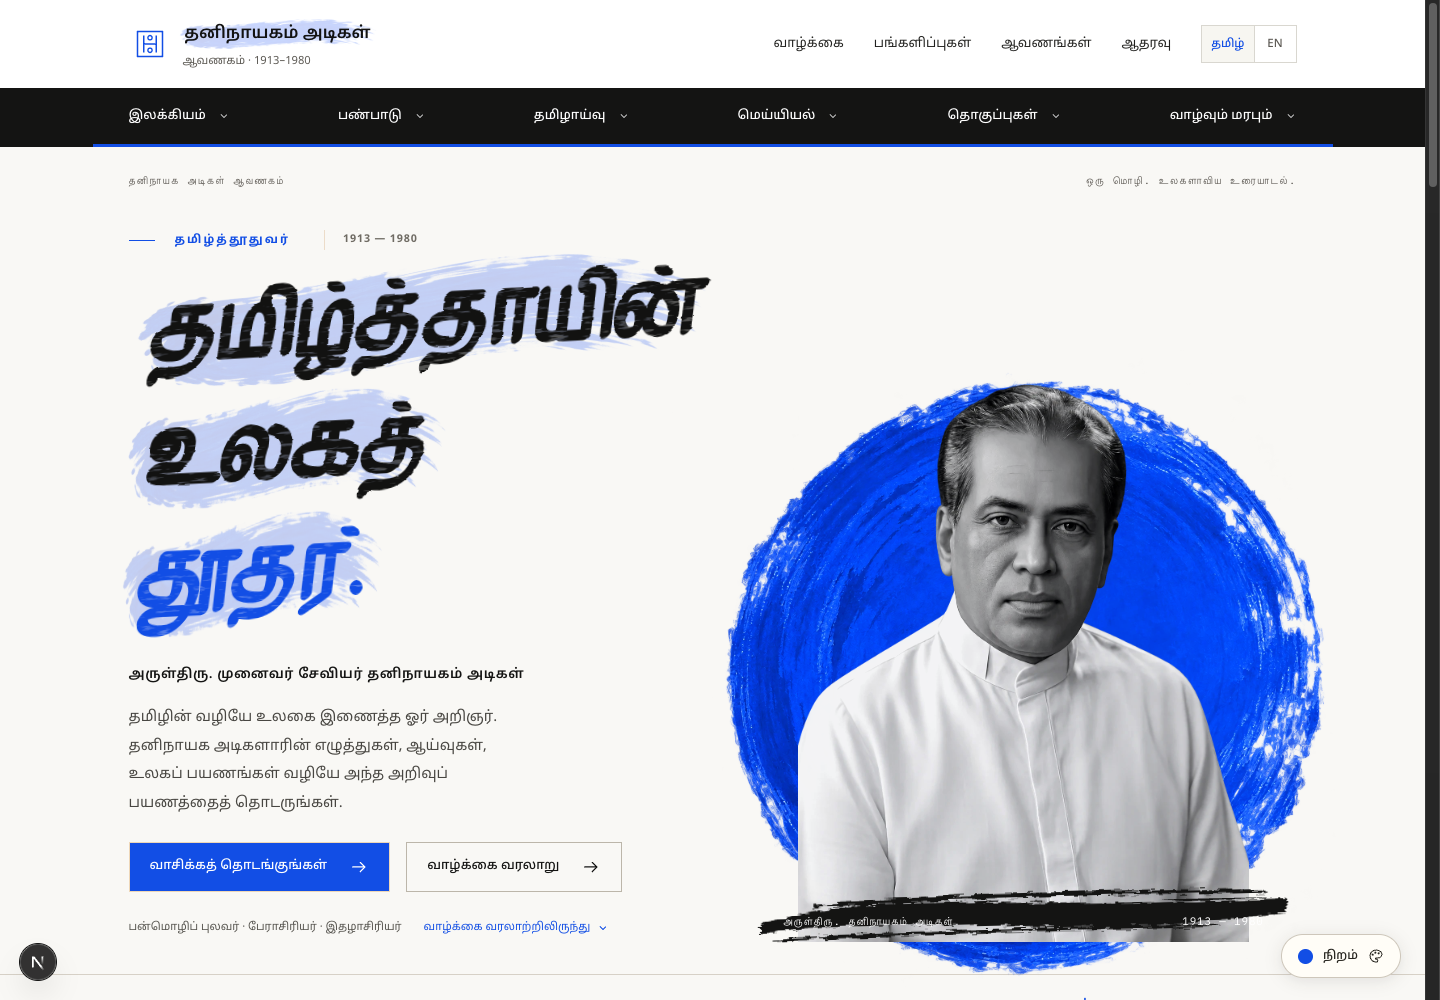 தனிநாயகம் அடிகள்
ஆவணகம் · 1913–1980
வாழ்க்கை பங்களிப்புகள் ஆவணங்கள் ஆதரவு தமிழ் EN
இலக்கியம் பண்பாடு தமிழாய்வு மெய்யியல் தொகுப்புகள் வாழ்வும் மரபும்
தனிநாயக அடிகள் ஆவணகம்
ஒரு மொழி. உலகளாவிய உரையாடல்.
தமிழ்த்தூதுவர் 1913 — 1980
தமிழ்த்தாயின்
உலகத்
தூதர்.
அருள்திரு. முனைவர் சேவியர் தனிநாயகம் அடிகள்
தமிழின் வழியே உலகை இணைத்த ஓர் அறிஞர்.
தனிநாயக அடிகளாரின் எழுத்துகள், ஆய்வுகள்,
உலகப் பயணங்கள் வழியே அந்த அறிவுப்
பயணத்தைத் தொடருங்கள்.
வாசிக்கத் தொடங்குங்கள் வாழ்க்கை வரலாறு
பன்மொழிப் புலவர் · பேராசிரியர் · இதழாசிரியர் வாழ்க்கை வரலாற்றிலிருந்து
அருள்திரு. தனிநாயகம் அடிகள் 1913 —
N
நிறம்